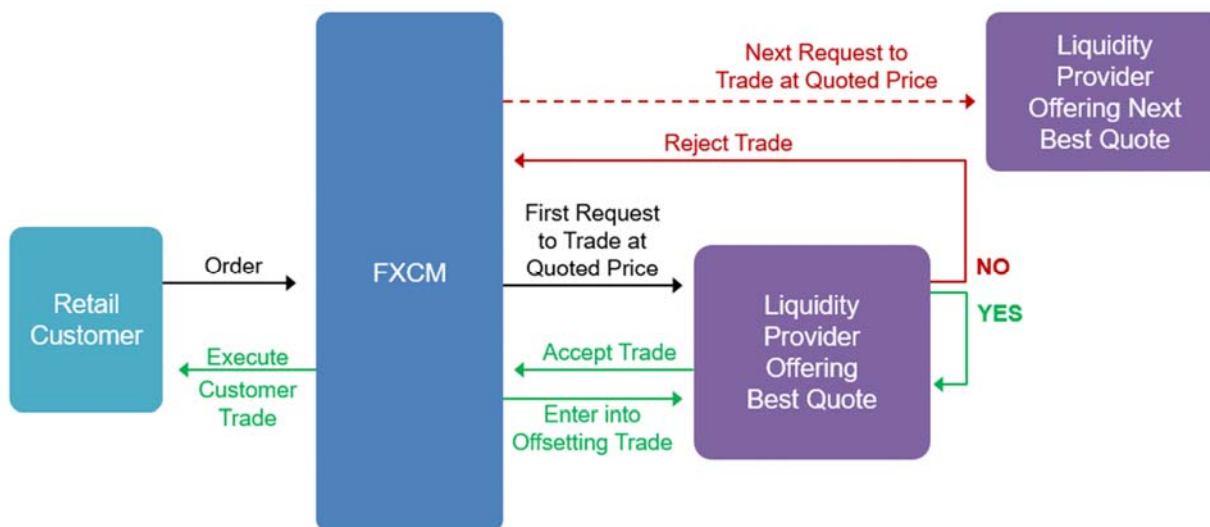 Next Request to
Trade at Quoted Price
Liquidity
Provider
Offering Next
Best Quote
Reject Trade
First Request
to Trade at
Quoted Price
Order
FXCM
Retail
Customer
NO
YES
Liquidity
Provider
Offering
Best Quote
Execute
Customer
Trade
Accept Trade
Enter into
Offsetting Trade